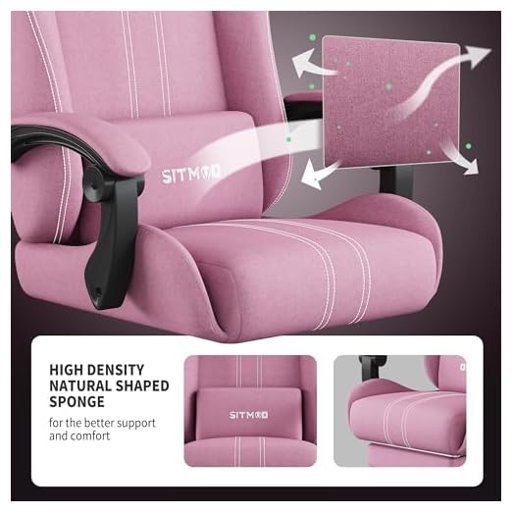 SITMOD
HIGH DENSITY
NATURAL SHAPED
SPONGE
for the better support
and comfort
SITMOD